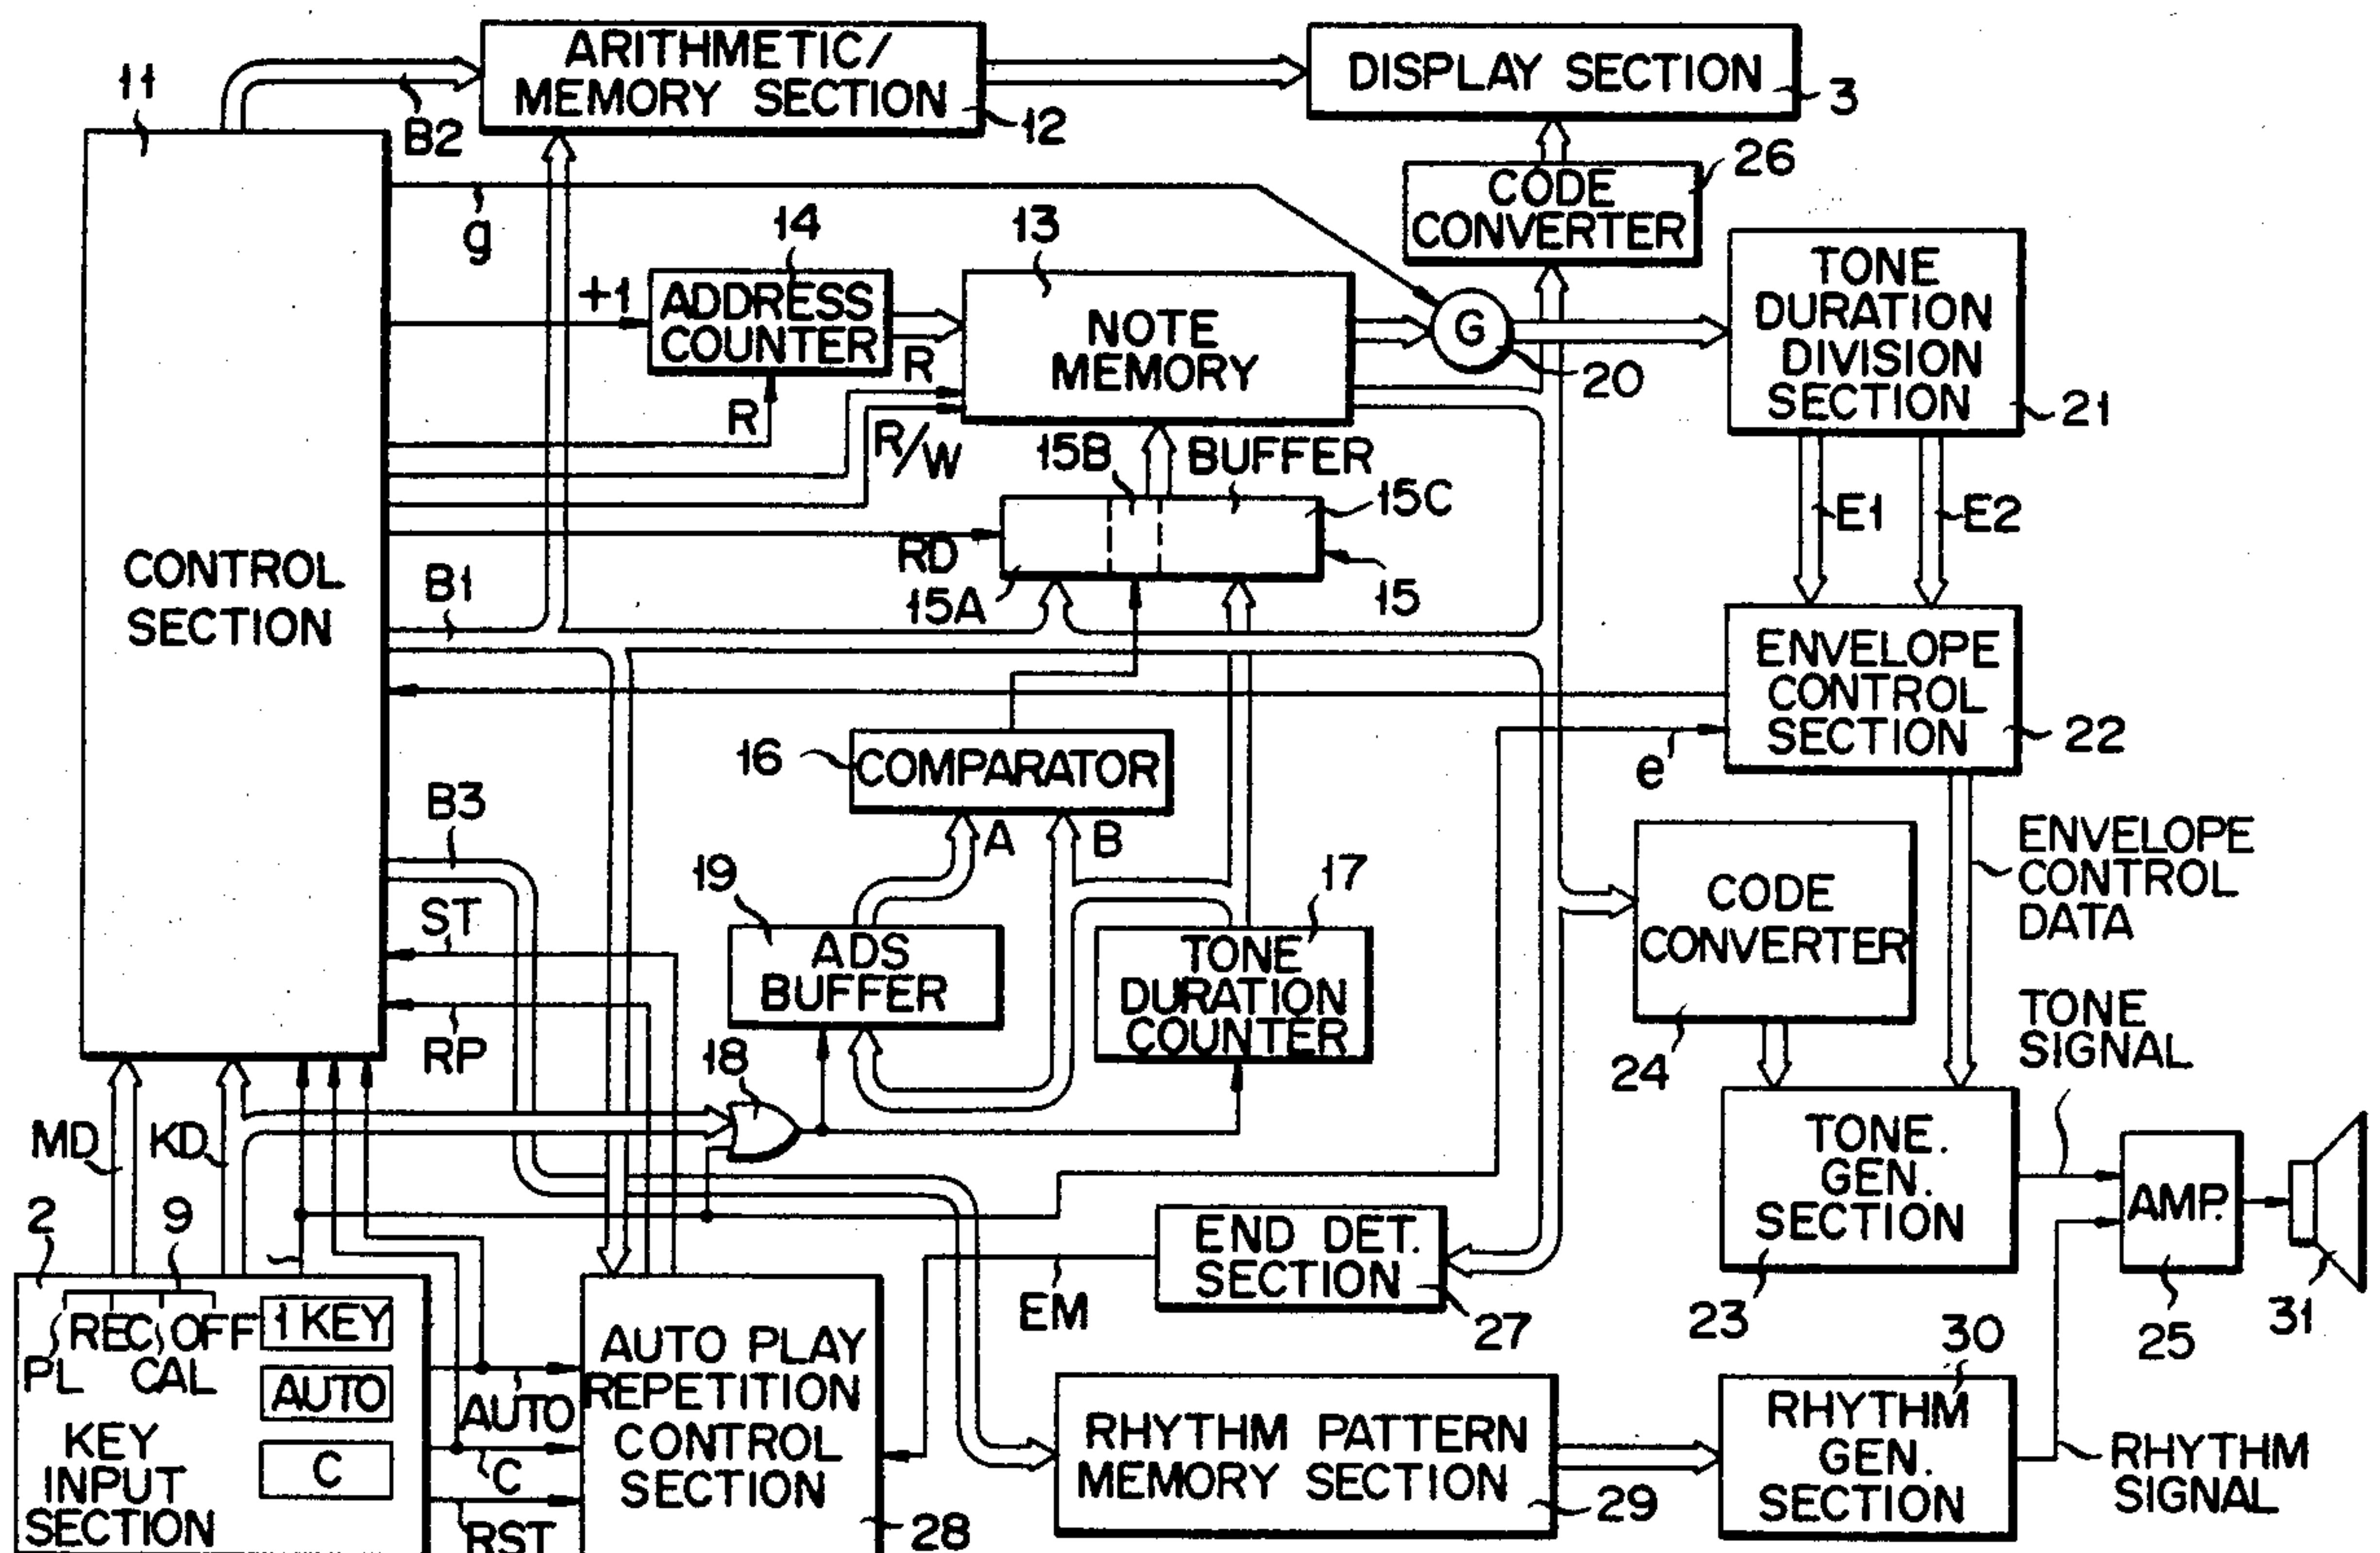 ARITHMETIC/
MEMORY SECTION
12
DISPLAY SECTION
3
11
B2
CODE
CONVERTER
26
g
14
13
+1
ADDRESS
COUNTER
R
NOTE
MEMORY
G
20
TONE
DURATION
DIVISION
SECTION
21
R
R/W
15B
BUFFER
15C
E1
E2
CONTROL
SECTION
RD
15A
15
B1
ENVELOPE
CONTROL
SECTION
22
16
COMPARATOR
e
B3
A
B
ENVELOPE
CONTROL
DATA
19
17
ST
ADS
BUFFER
TONE
DURATION
COUNTER
CODE
CONVERTER
24
TONE
SIGNAL
RP
18
MD
KD
TONE.
GEN.
SECTION
23
AMP.
25
31
2
9
END DET.
SECTION
27
EM
PL
REC
CAL
OFF
1 KEY
AUTO
C
KEY
INPUT
SECTION
AUTO
C
RST
AUTO PLAY
REPETITION
CONTROL
SECTION
28
RHYTHM PATTERN
MEMORY SECTION
29
30
RHYTHM
GEN.
SECTION
RHYTHM
SIGNAL